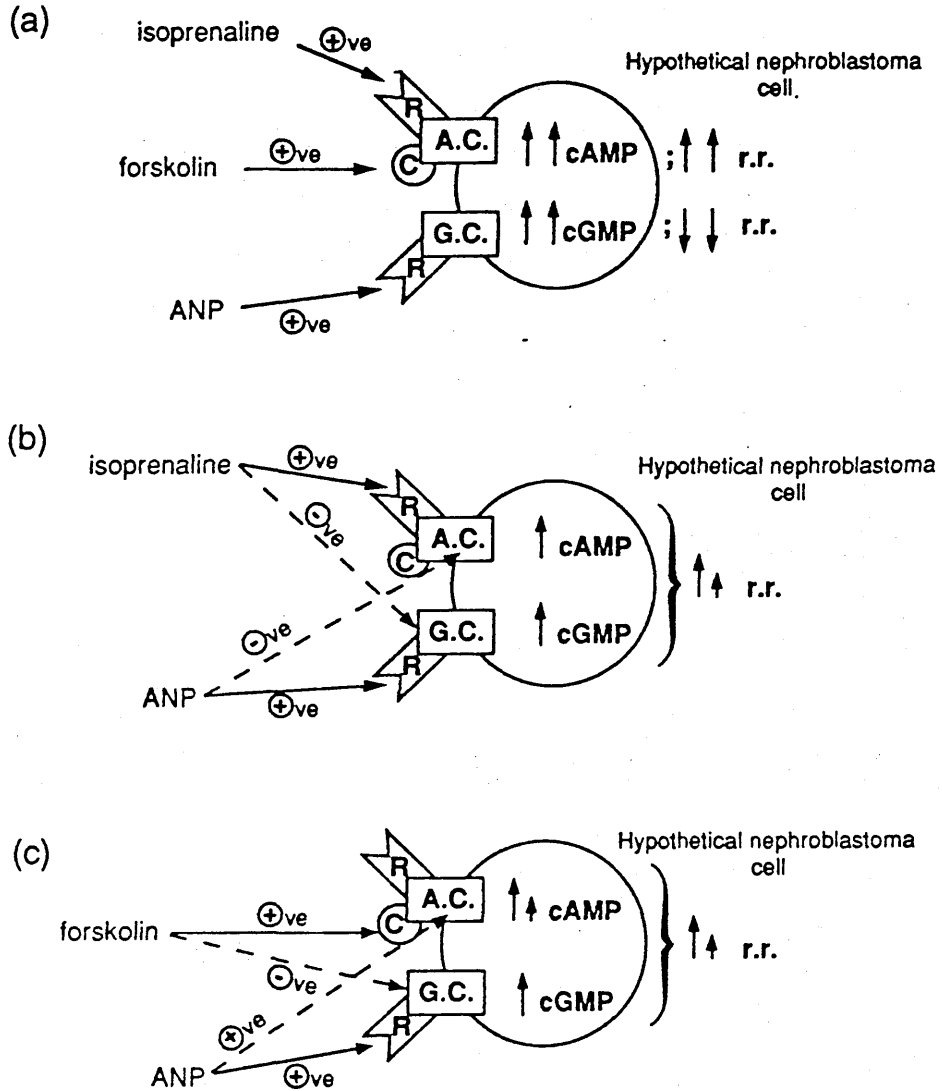 (a)
isoprenaline
⊕ve
Hypothetical nephroblastoma
cell.
R
A.C.
↑ ↑ cAMP ; ↑ ↑ r.r.
forskolin
⊕ve
C
G.C.
↑ ↑ cGMP ; ↓ ↓ r.r.
R
ANP
⊕ve
(b)
isoprenaline
⊕ve
Hypothetical nephroblastoma
cell
⊖ve
R
A.C.
↑ cAMP
C
↑↑ r.r.
⊖ve
G.C.
↑ cGMP
R
ANP
⊕ve
(c)
Hypothetical nephroblastoma
cell
R
A.C.
↑↑ cAMP
forskolin
⊕ve
C
↑↑ r.r.
⊖ve
G.C.
↑ cGMP
⊕ve
R
ANP
⊕ve